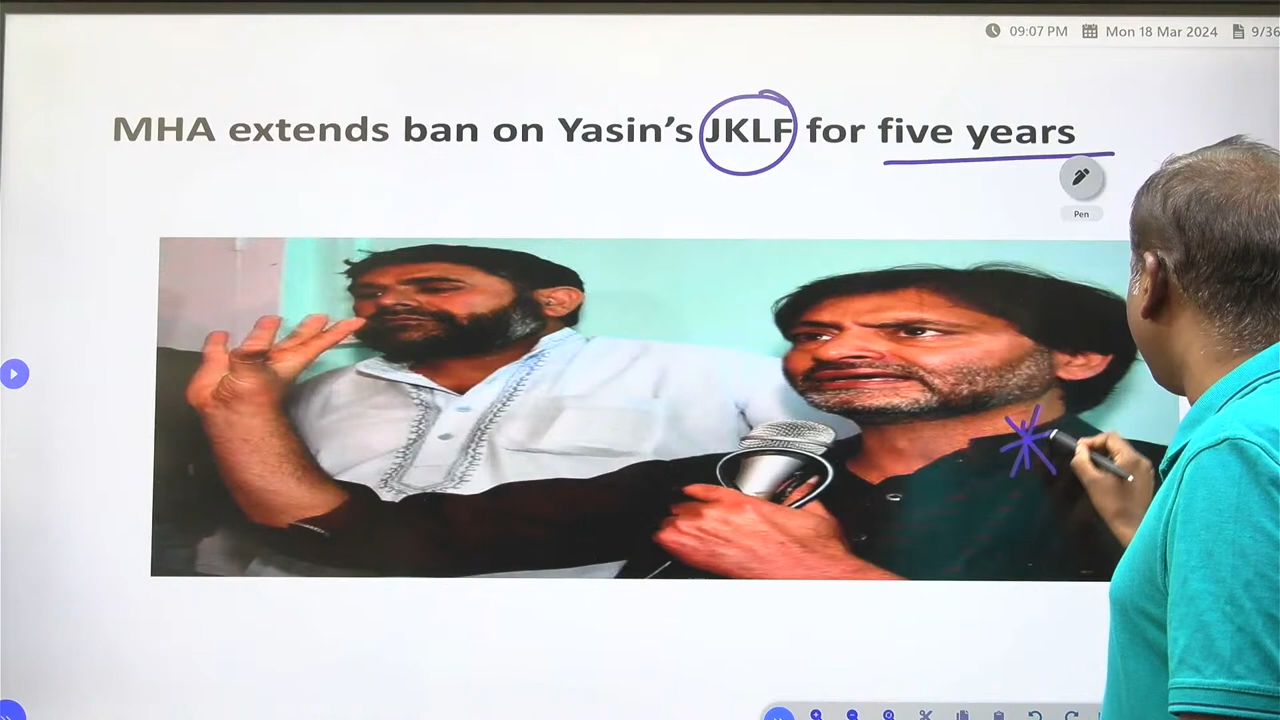 09:07 PM Mon 18 Mar 2024 9/36
MHA extends ban on Yasin's JKLF for five years
Pen